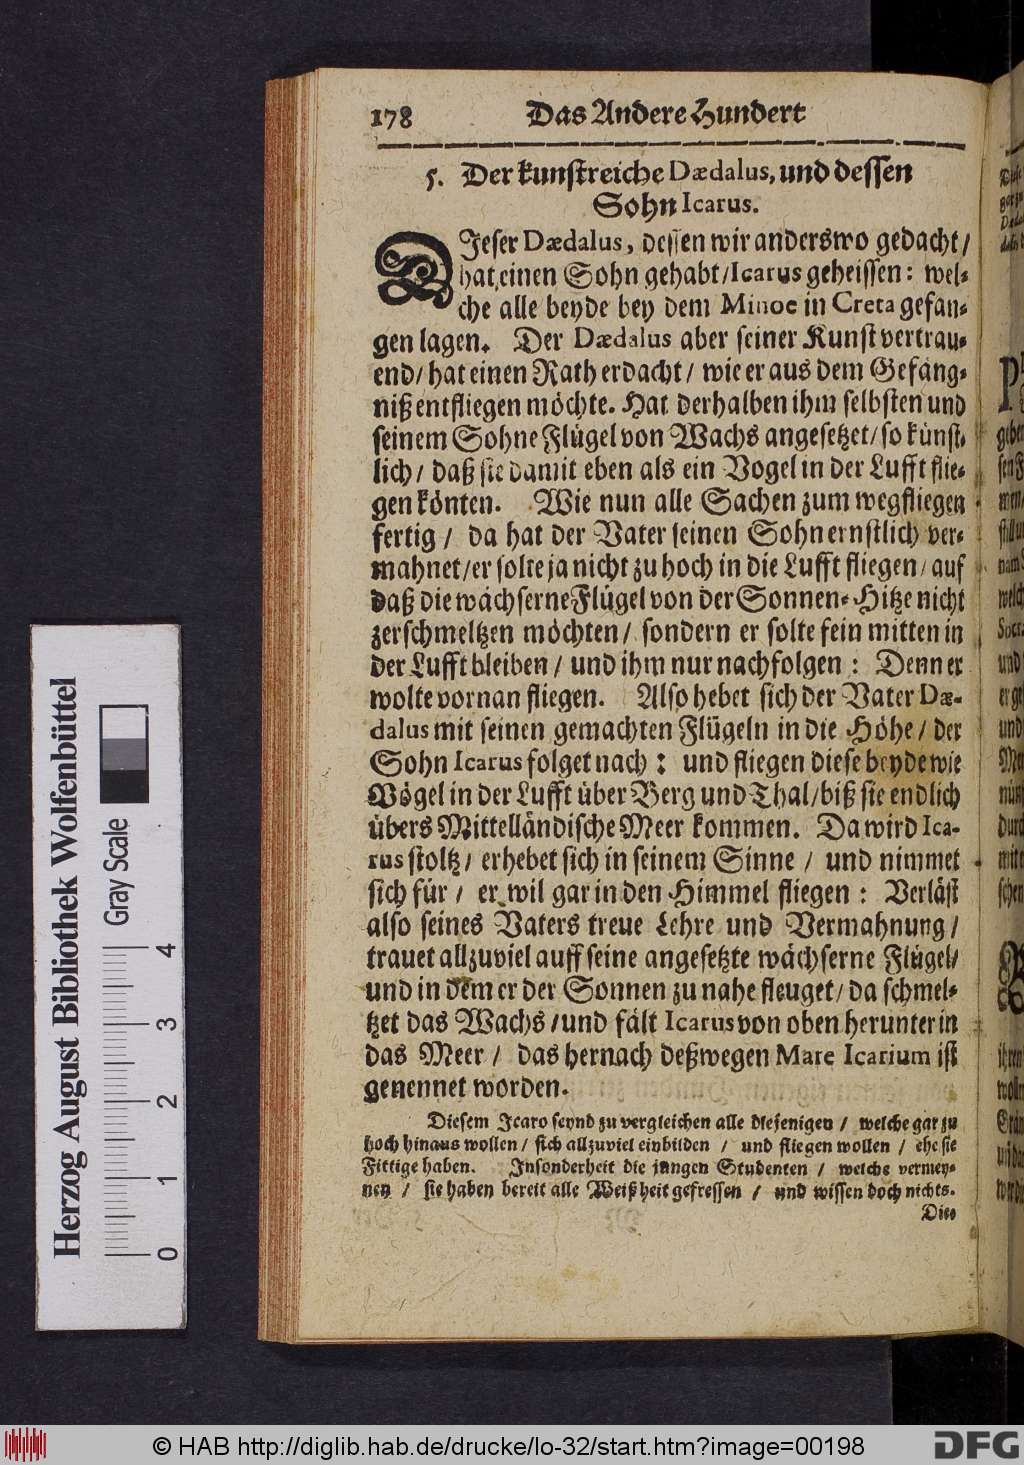 178 Das Andere Hundert
5. Der kunstreiche Dædalus, und dessen
Sohn Icarus.
DJeser Dædalus, dessen wir anderswo gedacht/
hat einen Sohn gehabt/Icarus geheissen: wel-
che alle beyde bey dem Minoe in Creta gefan-
gen lagen. Der Dædalus aber seiner Kunst vertrau-
end/ hat einen Rath erdacht/ wie er aus dem Gefäng-
niß entfliegen möchte. Hat derhalben ihm selbsten und
seinem Sohne Flügel von Wachs angesetzet/ so künst-
lich/ daß sie damit eben als ein Vogel in der Lufft flie-
gen könten. Wie nun alle Sachen zum wegfliegen
fertig/ da hat der Vater seinen Sohn ernstlich ver-
mahnet/er solte ja nicht zu hoch in die Lufft fliegen/ auf
daß die wächserne Flügel von der Sonnen-Hitze nicht
zerschmeltzen möchten/ sondern er solte fein mitten in
der Lufft bleiben/ und ihm nur nachfolgen: Denn er
wolte vornan fliegen. Also hebet sich der Vater Dæ-
dalus mit seinen gemachten Flügeln in die Höhe/ der
Sohn Icarus folget nach: und fliegen diese beyde wie
Vögel in der Lufft über Berg und Thal/biß sie endlich
übers Mittelländische Meer kommen. Da wird Ica-
rus stoltz/ erhebet sich in seinem Sinne/ und nimmet
sich für/ er wil gar in den Himmel fliegen: Verläst
also seines Vaters treue Lehre und Vermahnung/
trauet allzuviel auff seine angesetzte wächserne Flügel/
und in dem er der Sonnen zu nahe fleuget/ da schmel-
tzet das Wachs/und fält Icarus von oben herunter in
das Meer/ das hernach deßwegen Mare Icarium ist
genennet worden.
Diesem Jcaro seynd zu vergleichen alle diejenigen/ welche gar zu
hoch hinaus wollen/ sich allzuviel einbilden/ und fliegen wollen/ ehe sie
Fittige haben. Jnsonderheit die jungen Studenten/ welche vermey-
nen/ sie haben bereit alle Weißheit gefressen/ und wissen doch nichts.
Die-
Herzog August Bibliothek Wolfenbüttel
Gray Scale
0 1 2 3 4
© HAB http://diglib.hab.de/drucke/lo-32/start.htm?image=00198
DFG